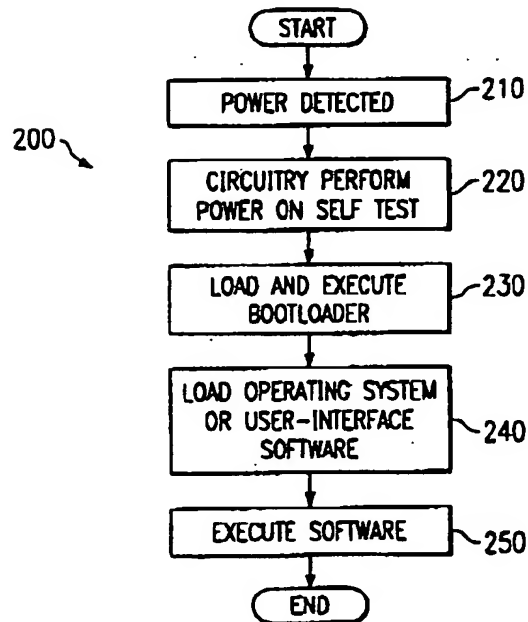 START
POWER DETECTED
210
200
CIRCUITRY PERFORM
POWER ON SELF TEST
220
LOAD AND EXECUTE
BOOTLOADER
230
LOAD OPERATING SYSTEM
OR USER-INTERFACE
SOFTWARE
240
EXECUTE SOFTWARE
250
END